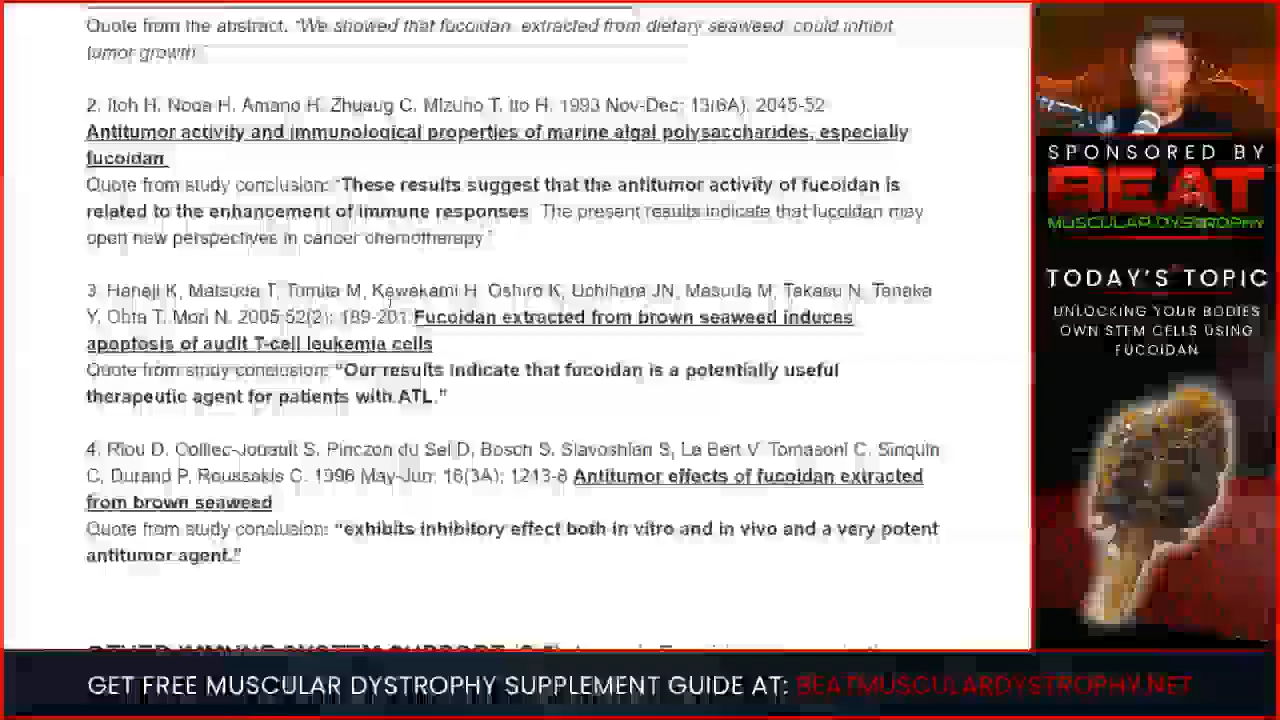 Quote from the abstract. "We showed that fucoidan extracted from dietary seaweed could inhibit
tumor growth"
2. Itoh H. Noda H. Amano H. Zhuaug C. Mizuno T. Ito H. 1993 Nov-Dec; 13(6A). 2045-52
Antitumor activity and immunological properties of marine algal polysaccharides, especially
fucoidan
Quote from study conclusion: "These results suggest that the antitumor activity of fucoidan is
related to the enhancement of immune responses The present results indicate that fucoidan may
open new perspectives in cancer chemotherapy"
3. Haneji K, Matsuda T, Tomita M, Kawakami H, Oshiro K, Uchihara JN, Masuda M, Takasu N, Tanaka
Y, Ohta T. Mori N. 2005 52(2): 189-201 Fucoidan extracted from brown seaweed induces
apoptosis of audit T-cell leukemia cells
Quote from study conclusion: "Our results indicate that fucoidan is a potentially useful
therapeutic agent for patients with ATL."
4. Riou D. Colliec-Jouault S. Pinczon du Sel D, Bosch S. Siavoshian S, Le Bert V. Tomasoni C. Sinquin
C, Durand P, Roussakis C. 1996 May-Jun; 16(3A): 1213-8 Antitumor effects of fucoidan extracted
from brown seaweed
Quote from study conclusion: "exhibits inhibitory effect both in vitro and in vivo and a very potent
antitumor agent."
OTHER IMMUNE SYSTEM SUPPORT
SPONSORED BY
BEAT
MUSCULAR DYSTROPHY
TODAY'S TOPIC
UNLOCKING YOUR BODIES
OWN STEM CELLS USING
FUCOIDAN
GET FREE MUSCULAR DYSTROPHY SUPPLEMENT GUIDE AT: BEATMUSCULARDYSTROPHY.NET